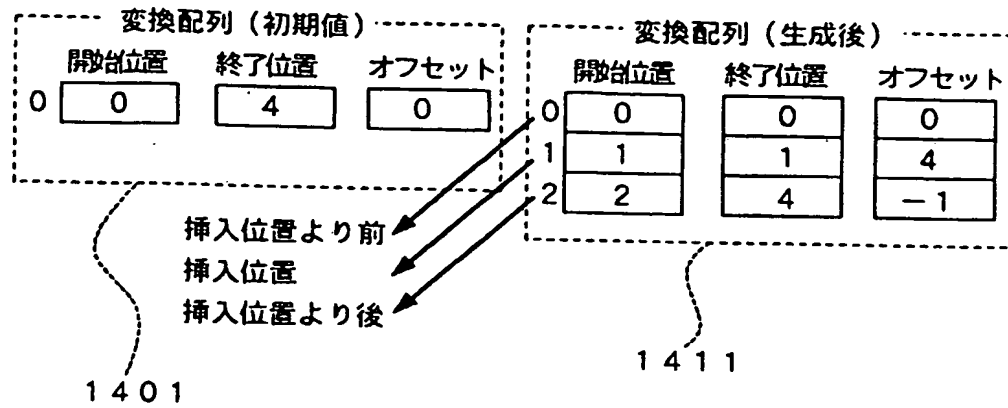 変換配列（初期値）
開始位置 終了位置 オフセット
0 0 4 0
変換配列（生成後）
開始位置 終了位置 オフセット
0 0 0 0
1 1 1 4
2 2 4 -1
挿入位置より前
挿入位置
挿入位置より後
1401
1411